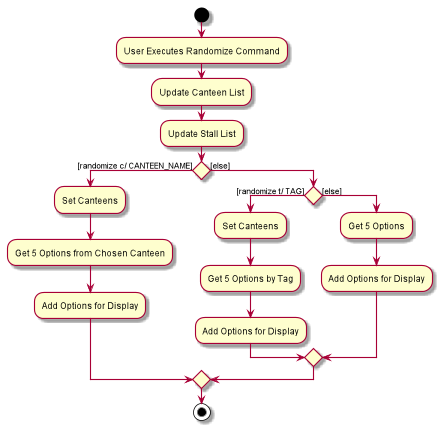 User Executes Randomize Command
Update Canteen List
Update Stall List
[randomize c/ CANTEEN_NAME]
[else]
Set Canteens
Get 5 Options from Chosen Canteen
Add Options for Display
[randomize t/ TAG]
[else]
Set Canteens
Get 5 Options by Tag
Add Options for Display
Get 5 Options
Add Options for Display